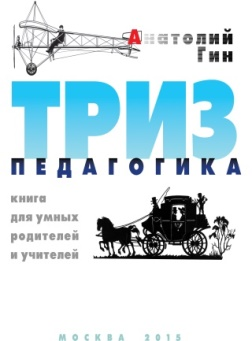 Анатолий
Гин
ТРИЗ
ПЕДАГОГИКА
книга
для умных
родителей
и учителей
МОСКВА 2015